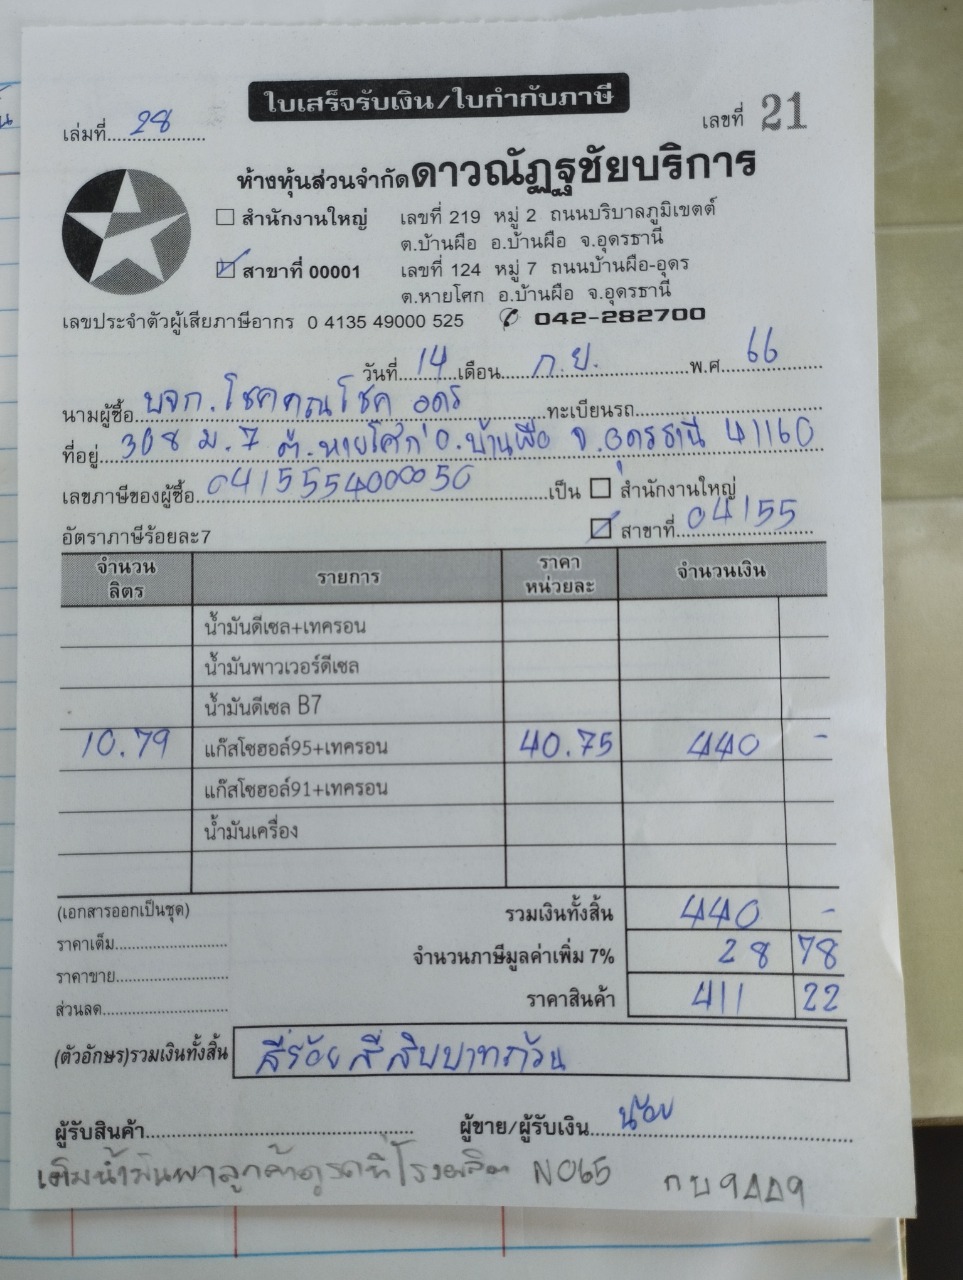 ใบเสร็จรับเงิน/ใบกำกับภาษี
เล่มที่ 28
เลขที่ 21
ห้างหุ้นส่วนจำกัดดาวณัฏฐชัยบริการ
สำนักงานใหญ่ เลขที่ 219 หมู่ 2 ถนนบริบาลภูมิเขตต์
ต.บ้านผือ อ.บ้านผือ จ.อุดรธานี
สาขาที่ 00001 เลขที่ 124 หมู่ 7 ถนนบ้านผือ-อุดร
ต.หายโศก อ.บ้านผือ จ.อุดรธานี
เลขประจำตัวผู้เสียภาษีอากร 0 4135 49000 525 042-282700
วันที่ 14 เดือน ก.ย. พ.ศ. 66
นามผู้ซื้อ บจก.โชคคูณโชค อุดร ทะเบียนรถ
ที่อยู่ 308 ม.7 ต.หายโศก อ.บ้านผือ จ.อุดรธานี 41160
เลขภาษีของผู้ซื้อ 0415554000050 เป็น สำนักงานใหญ่
อัตราภาษีร้อยละ7 สาขาที่ 04155
จำนวนลิตร รายการ ราคาหน่วยละ จำนวนเงิน
น้ำมันดีเซล+เทครอน
น้ำมันพาวเวอร์ดีเซล
น้ำมันดีเซล B7
10.79 แก๊สโซฮอล์95+เทครอน 40.75 440 -
แก๊สโซฮอล์91+เทครอน
น้ำมันเครื่อง
(เอกสารออกเป็นชุด) รวมเงินทั้งสิ้น 440 -
ราคาเต็ม
จำนวนภาษีมูลค่าเพิ่ม 7% 28 78
ราคาขาย
ราคาสินค้า 411 22
ส่วนลด
(ตัวอักษร)รวมเงินทั้งสิ้น สี่ร้อยสี่สิบบาทถ้วน
ผู้รับสินค้า ผู้ขาย/ผู้รับเงิน น้อย
เติมน้ำมันพาลูกค้าดูรถที่โรงผลิต NO65 กบ9449